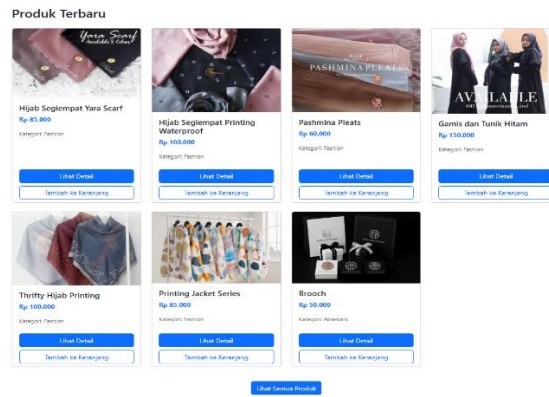 Produk Terbaru
Yara Scarf
Available 5 Colors
Hijab Segiempat Yara Scarf
Rp 85.000
Kategori: Fashion
Lihat Detail
Tambah ke Keranjang
Hijab Segiempat Printing
Waterproof
Rp 100.000
Kategori: Fashion
Lihat Detail
Tambah ke Keranjang
PASHMINA PLEATS
Pashmina Pleats
Rp 60.000
Kategori: Fashion
Lihat Detail
Tambah ke Keranjang
AVAILABLE
Gamis dan Tunik Hitam
Rp 150.000
Kategori: Fashion
Lihat Detail
Tambah ke Keranjang
Thrifty Hijab Printing
Rp 100.000
Kategori: Fashion
Lihat Detail
Tambah ke Keranjang
Printing Jacket Series
Rp 85.000
Kategori: Fashion
Lihat Detail
Tambah ke Keranjang
Brooch
Rp 50.000
Kategori: Aksesoris
Lihat Detail
Tambah ke Keranjang
Lihat Semua Produk